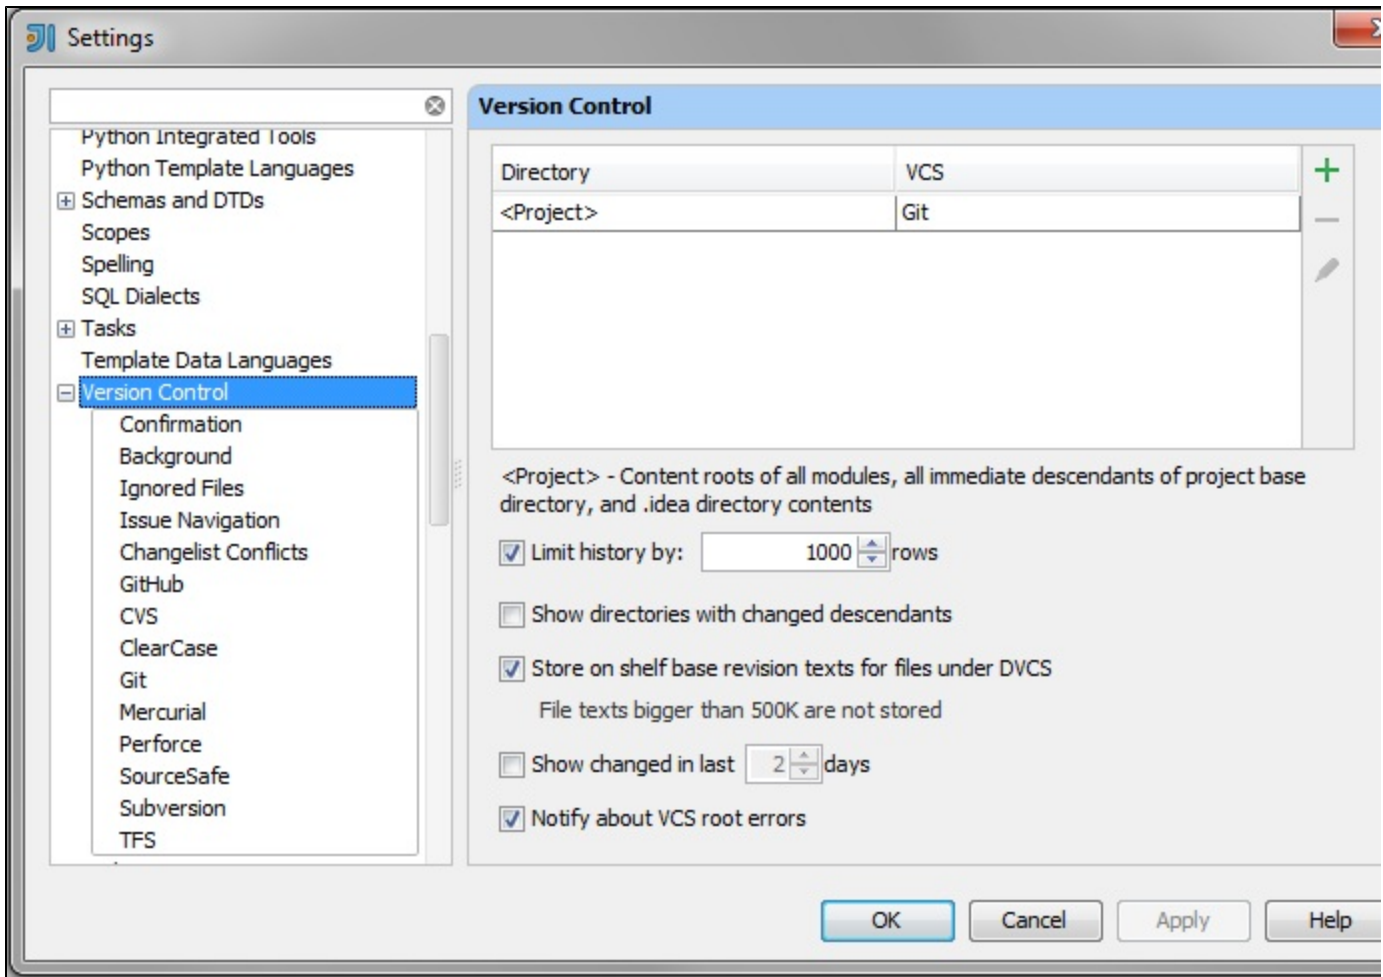 Settings
Python Integrated Tools
Python Template Languages
Schemas and DTDs
Scopes
Spelling
SQL Dialects
Tasks
Template Data Languages
Version Control
Confirmation
Background
Ignored Files
Issue Navigation
Changelist Conflicts
GitHub
CVS
ClearCase
Git
Mercurial
Perforce
SourceSafe
Subversion
TFS
Version Control
Directory VCS
<Project> Git
<Project> - Content roots of all modules, all immediate descendants of project base
directory, and .idea directory contents
Limit history by: 1000 rows
Show directories with changed descendants
Store on shelf base revision texts for files under DVCS
File texts bigger than 500K are not stored
Show changed in last 2 days
Notify about VCS root errors
OK Cancel Apply Help